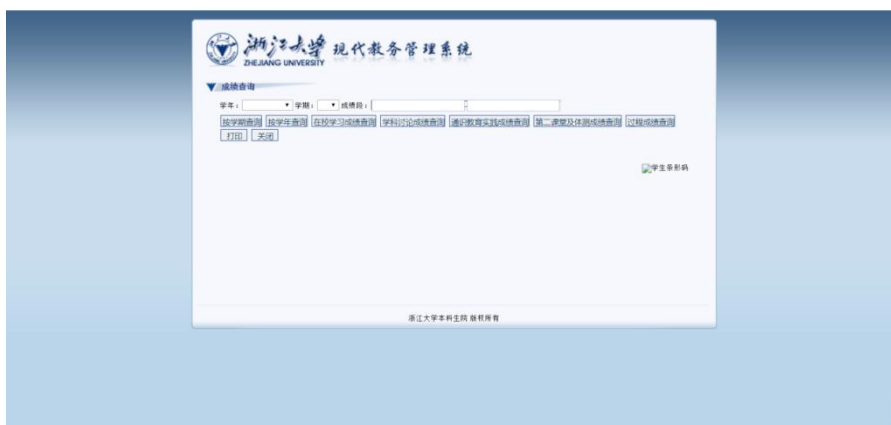 浙江大学 现代教务管理系统
ZHEJIANG UNIVERSITY
成绩查询
学年： 学期： 成绩段：
按学期查询 按学年查询 在校学习成绩查询 学科讨论成绩查询 通识教育实践成绩查询 第二课堂及体测成绩查询 过程成绩查询
打印 关闭
学生条形码
浙江大学本科生院 版权所有